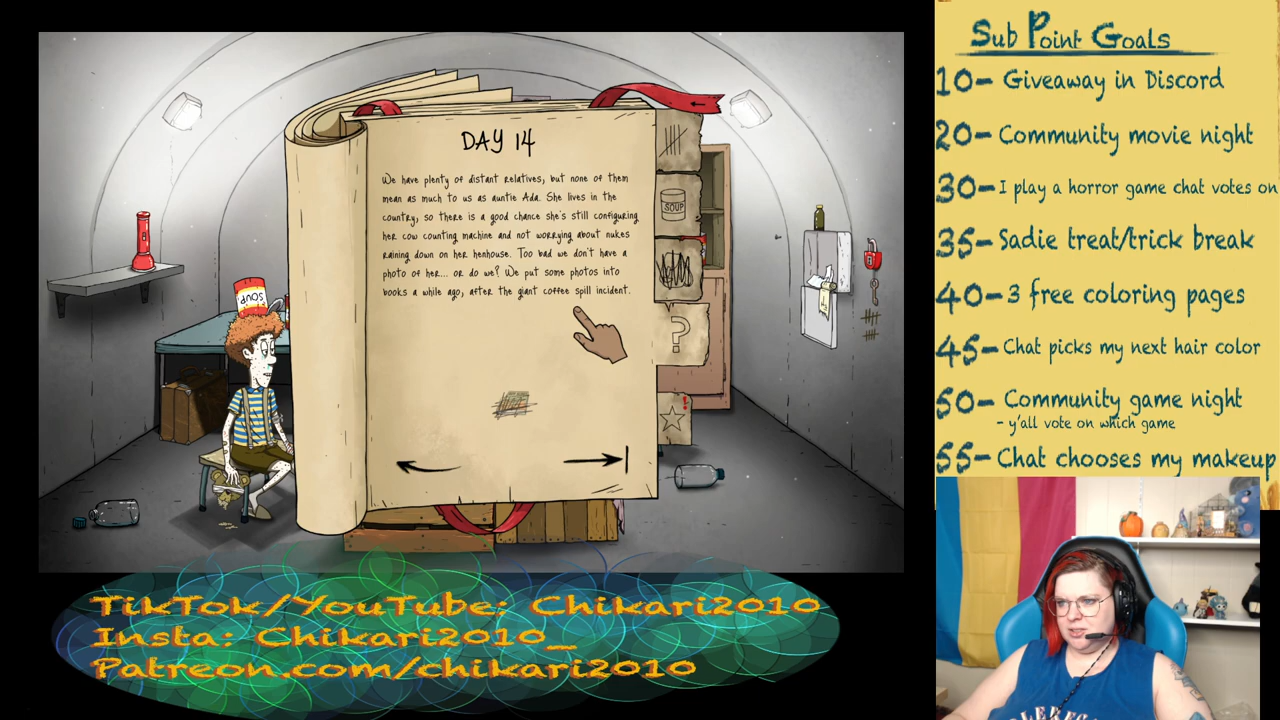 Sub Point Goals
10- Giveaway in Discord
20- Community movie night
30- I play a horror game chat votes on
35- Sadie treat/trick break
40- 3 free coloring pages
45- Chat picks my next hair color
50- Community game night
- y'all vote on which game
55- Chat chooses my makeup
DAY 14
We have plenty of distant relatives, but none of them
mean as much to us as auntie Ada. She lives in the
country, so there is a good chance she's still configuring
her cow counting machine and not worrying about nukes
raining down on her henhouse. Too bad we don't have a
photo of her... or do we? We put some photos into
books a while ago, after the giant coffee spill incident.
SOUP
SOUP
?
!
TikTok/YouTube: Chikari2010
Insta: Chikari2010_
Patreon.com/chikari2010